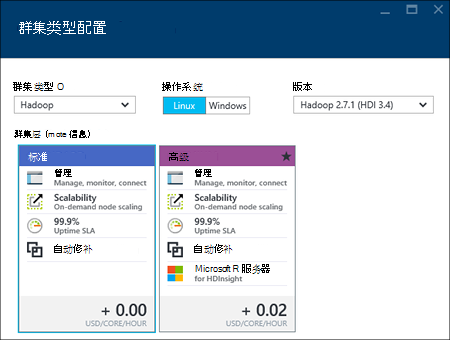 群集类型配置
群集类型 O
操作系统
版本
Hadoop
Linux
Windows
Hadoop 2.7.1 (HDI 3.4)
群集层 (mote 信息)
标准
管理
Manage, monitor, connect
Scalability
On-demand node scaling
99.9%
Uptime SLA
自动修补
+ 0.00
USD/CORE/HOUR
高级
管理
Manage, monitor, connect
Scalability
On-demand node scaling
99.9%
Uptime SLA
自动修补
Microsoft R 服务器
for HDInsight
+ 0.02
USD/CORE/HOUR